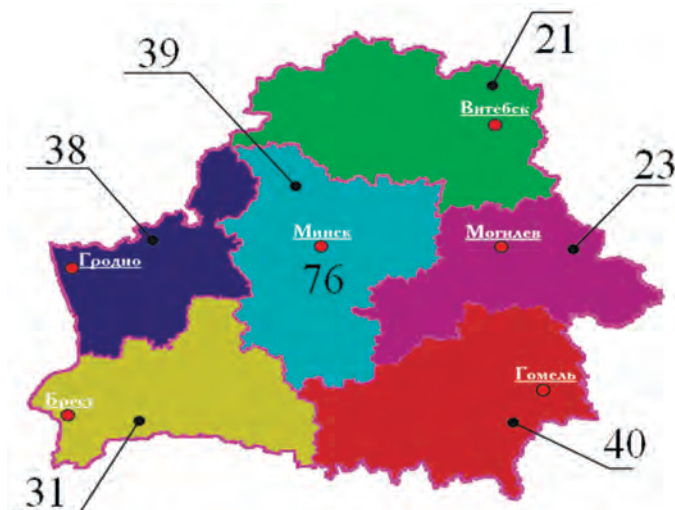 21
39
Витебск
38
23
Минск
Могилев
Гродно
76
Гомель
Брест
40
31